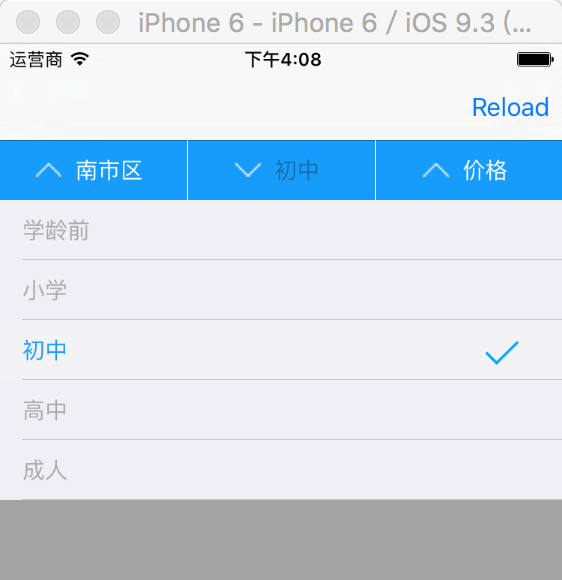 iPhone 6 - iPhone 6 / iOS 9.3 (...
运营商 下午4:08
Reload
南市区 初中 价格
学龄前
小学
初中
高中
成人